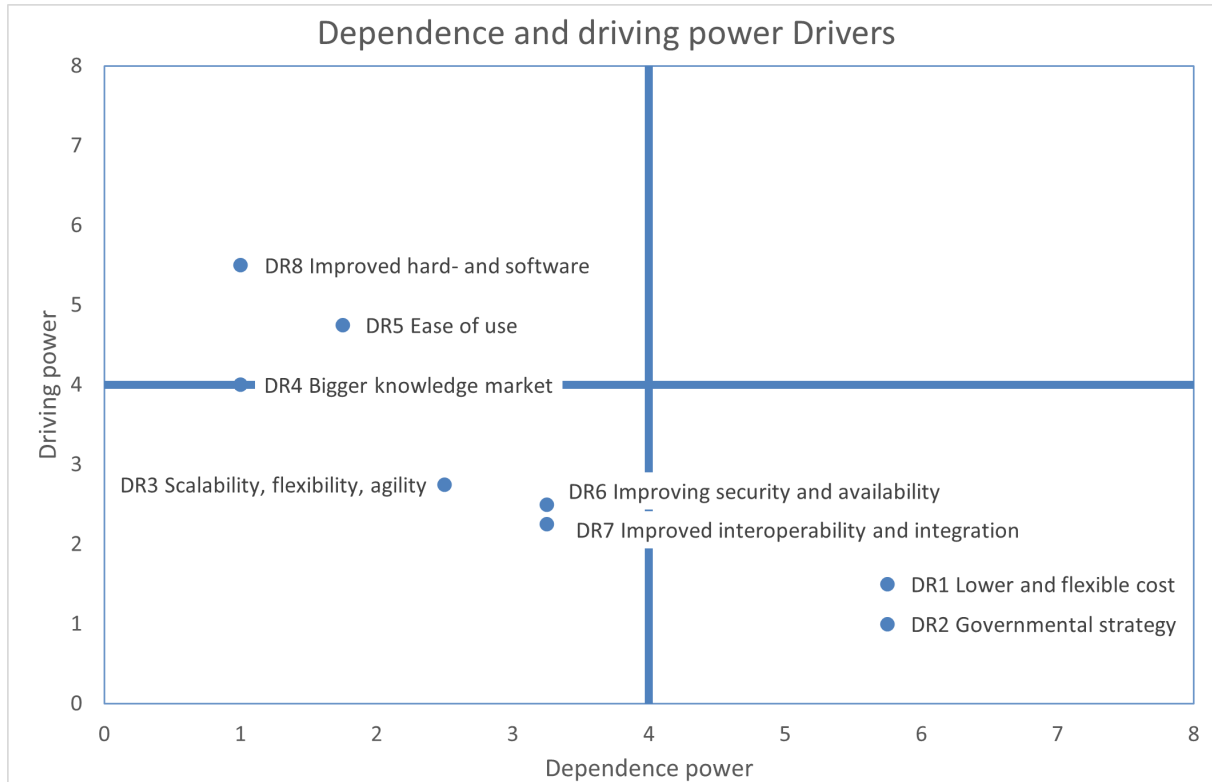 Dependence and driving power Drivers
8
7
6
5
4
3
2
1
0
Driving power
DR8 Improved hard- and software
DR5 Ease of use
DR4 Bigger knowledge market
DR3 Scalability, flexibility, agility
DR6 Improving security and availability
DR7 Improved interoperability and integration
DR1 Lower and flexible cost
DR2 Governmental strategy
0 1 2 3 4 5 6 7 8
Dependence power